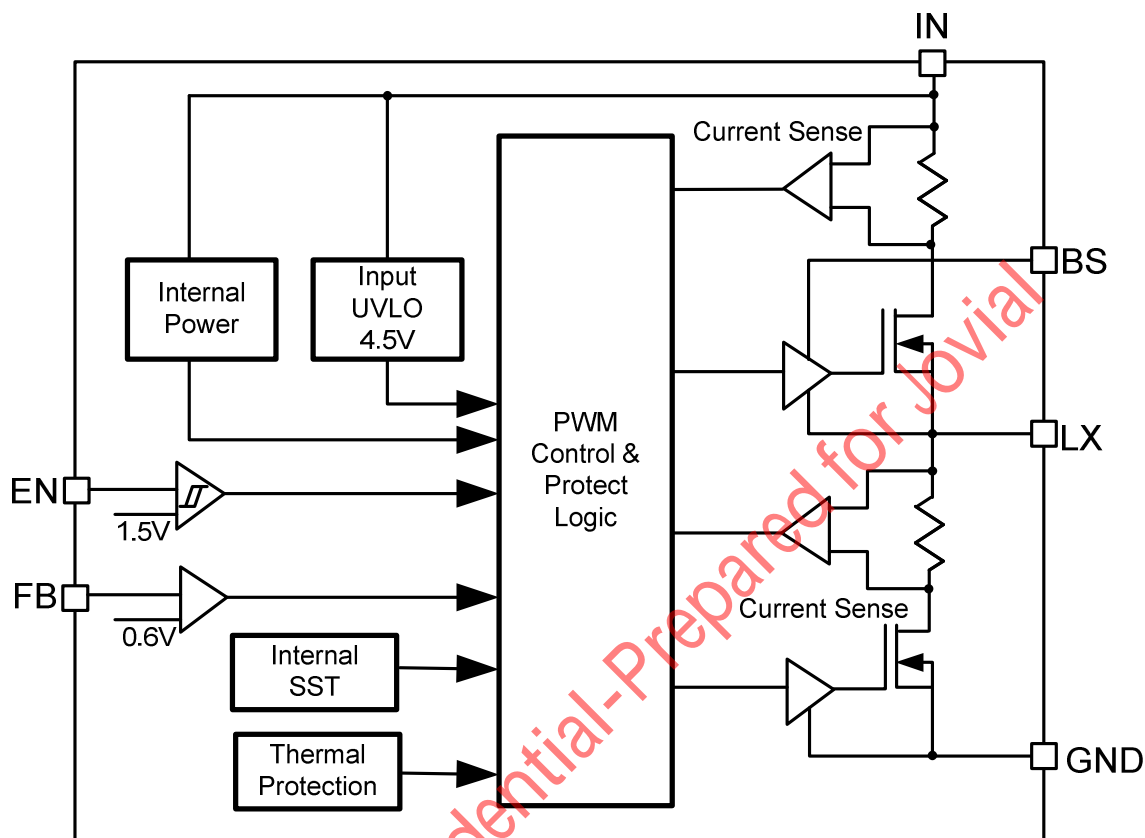 IN
Current Sense
BS
Internal
Power
Input
UVLO
4.5V
PWM
Control &
Protect
Logic
LX
EN
1.5V
FB
0.6V
Current Sense
Internal
SST
Thermal
Protection
GND
dential-Prepared for Jovial